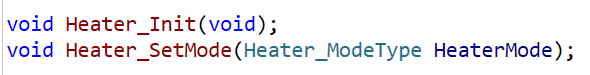 void Heater_Init(void);
void Heater_SetMode(Heater_ModeType HeaterMode);